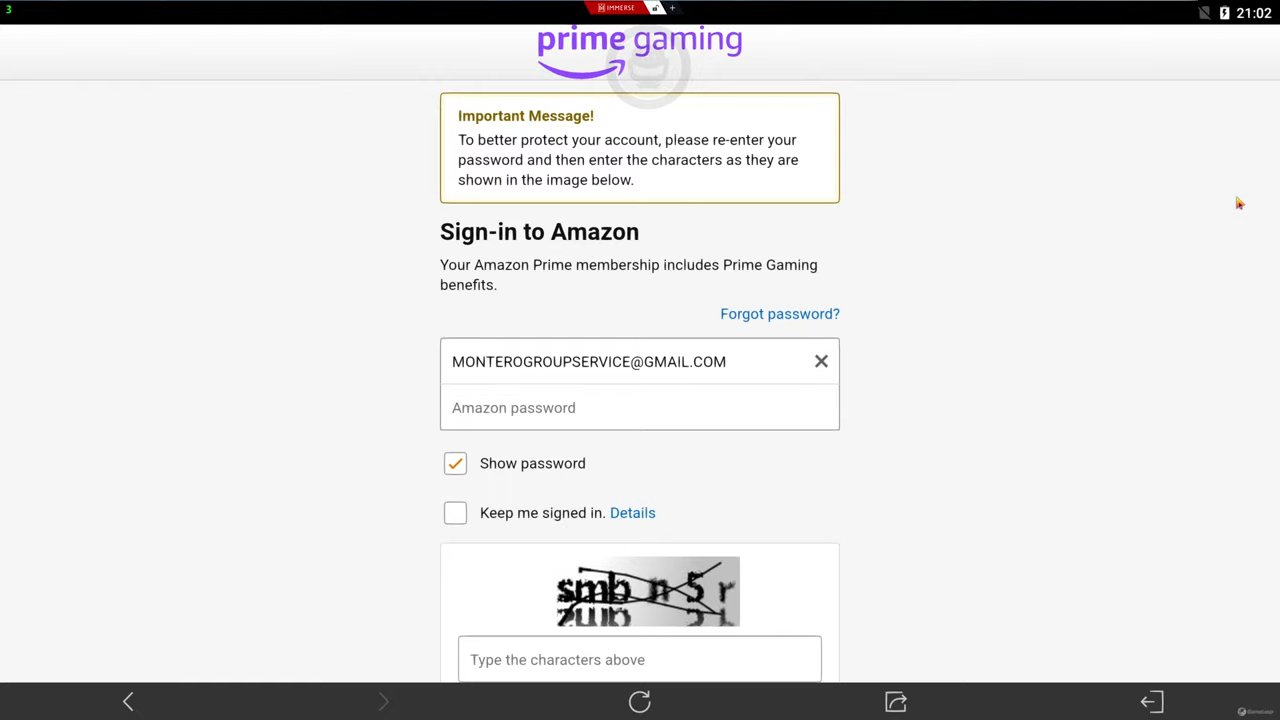 3
IMMERSE
21:02
prime gaming
Important Message!
To better protect your account, please re-enter your
password and then enter the characters as they are
shown in the image below.
Sign-in to Amazon
Your Amazon Prime membership includes Prime Gaming
benefits.
Forgot password?
MONTEROGROUPSERVICE@GMAIL.COM
Amazon password
Show password
Keep me signed in. Details
Type the characters above